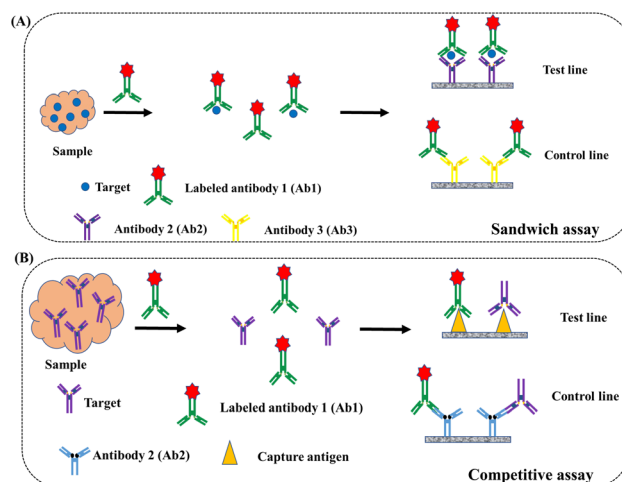 (A)
Test line
Sample
Control line
Target
Labeled antibody 1 (Ab1)
Antibody 2 (Ab2)
Antibody 3 (Ab3)
Sandwich assay
(B)
Test line
Sample
Target
Labeled antibody 1 (Ab1)
Control line
Antibody 2 (Ab2)
Capture antigen
Competitive assay